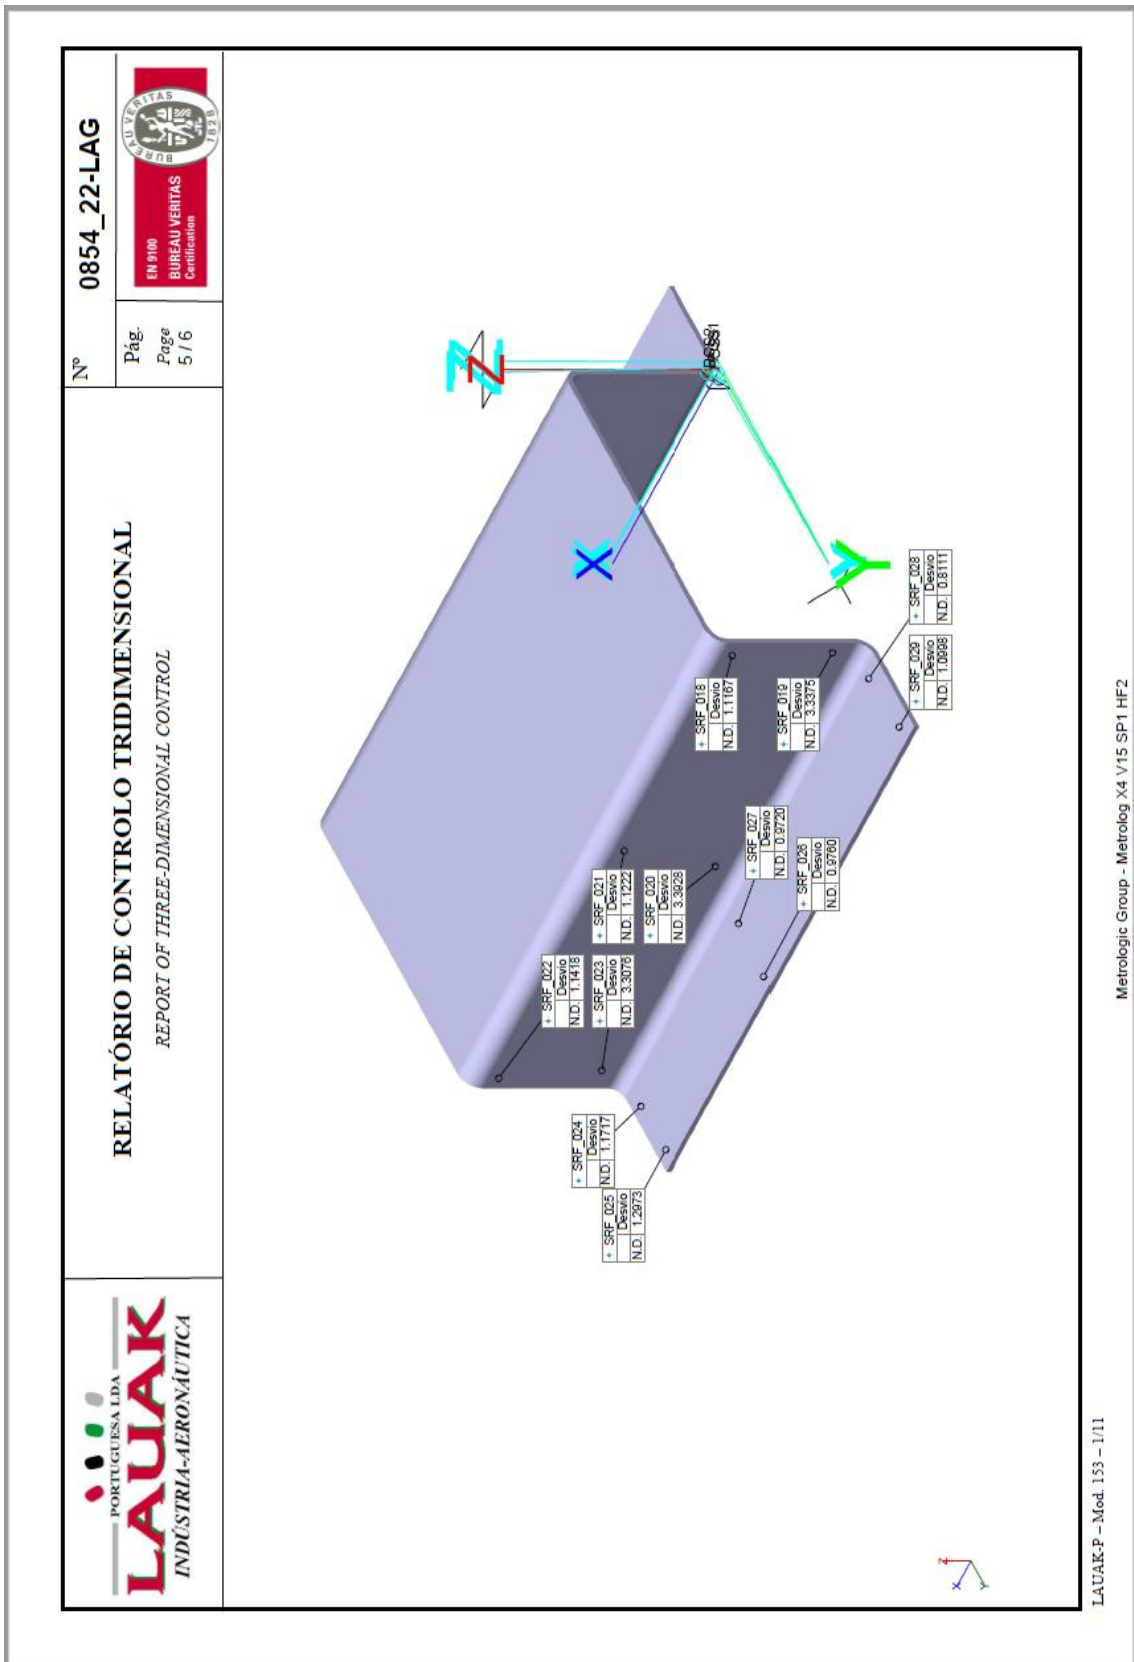 PORTUGUESA LDA
LAUAK
INDÚSTRIA-AERONÁUTICA
RELATÓRIO DE CONTROLO TRIDIMENSIONAL
REPORT OF THREE-DIMENSIONAL CONTROL
Nº
0854_22-LAG
Pág.
Page
5 / 6
EN 9100
BUREAU VERITAS
Certification
BUREAU VERITAS
1828
Z
X
Y
+ SRF_025
Desvio
N.D. 1.2973
+ SRF_024
Desvio
N.D. 1.1717
+ SRF_022
Desvio
N.D. 1.1418
+ SRF_023
Desvio
N.D. 3.3076
+ SRF_021
Desvio
N.D. 1.1222
+ SRF_020
Desvio
N.D. 3.3928
+ SRF_018
Desvio
N.D. 1.1167
+ SRF_019
Desvio
N.D. 3.3375
+ SRF_027
Desvio
N.D. 0.9720
+ SRF_026
Desvio
N.D. 0.9760
+ SRF_028
Desvio
N.D. 0.8111
+ SRF_029
Desvio
N.D. 1.0998
Z
X
Y
LAUAK-P – Mod. 153 – 1/11
Metrologic Group - Metrolog X4 V15 SP1 HF2